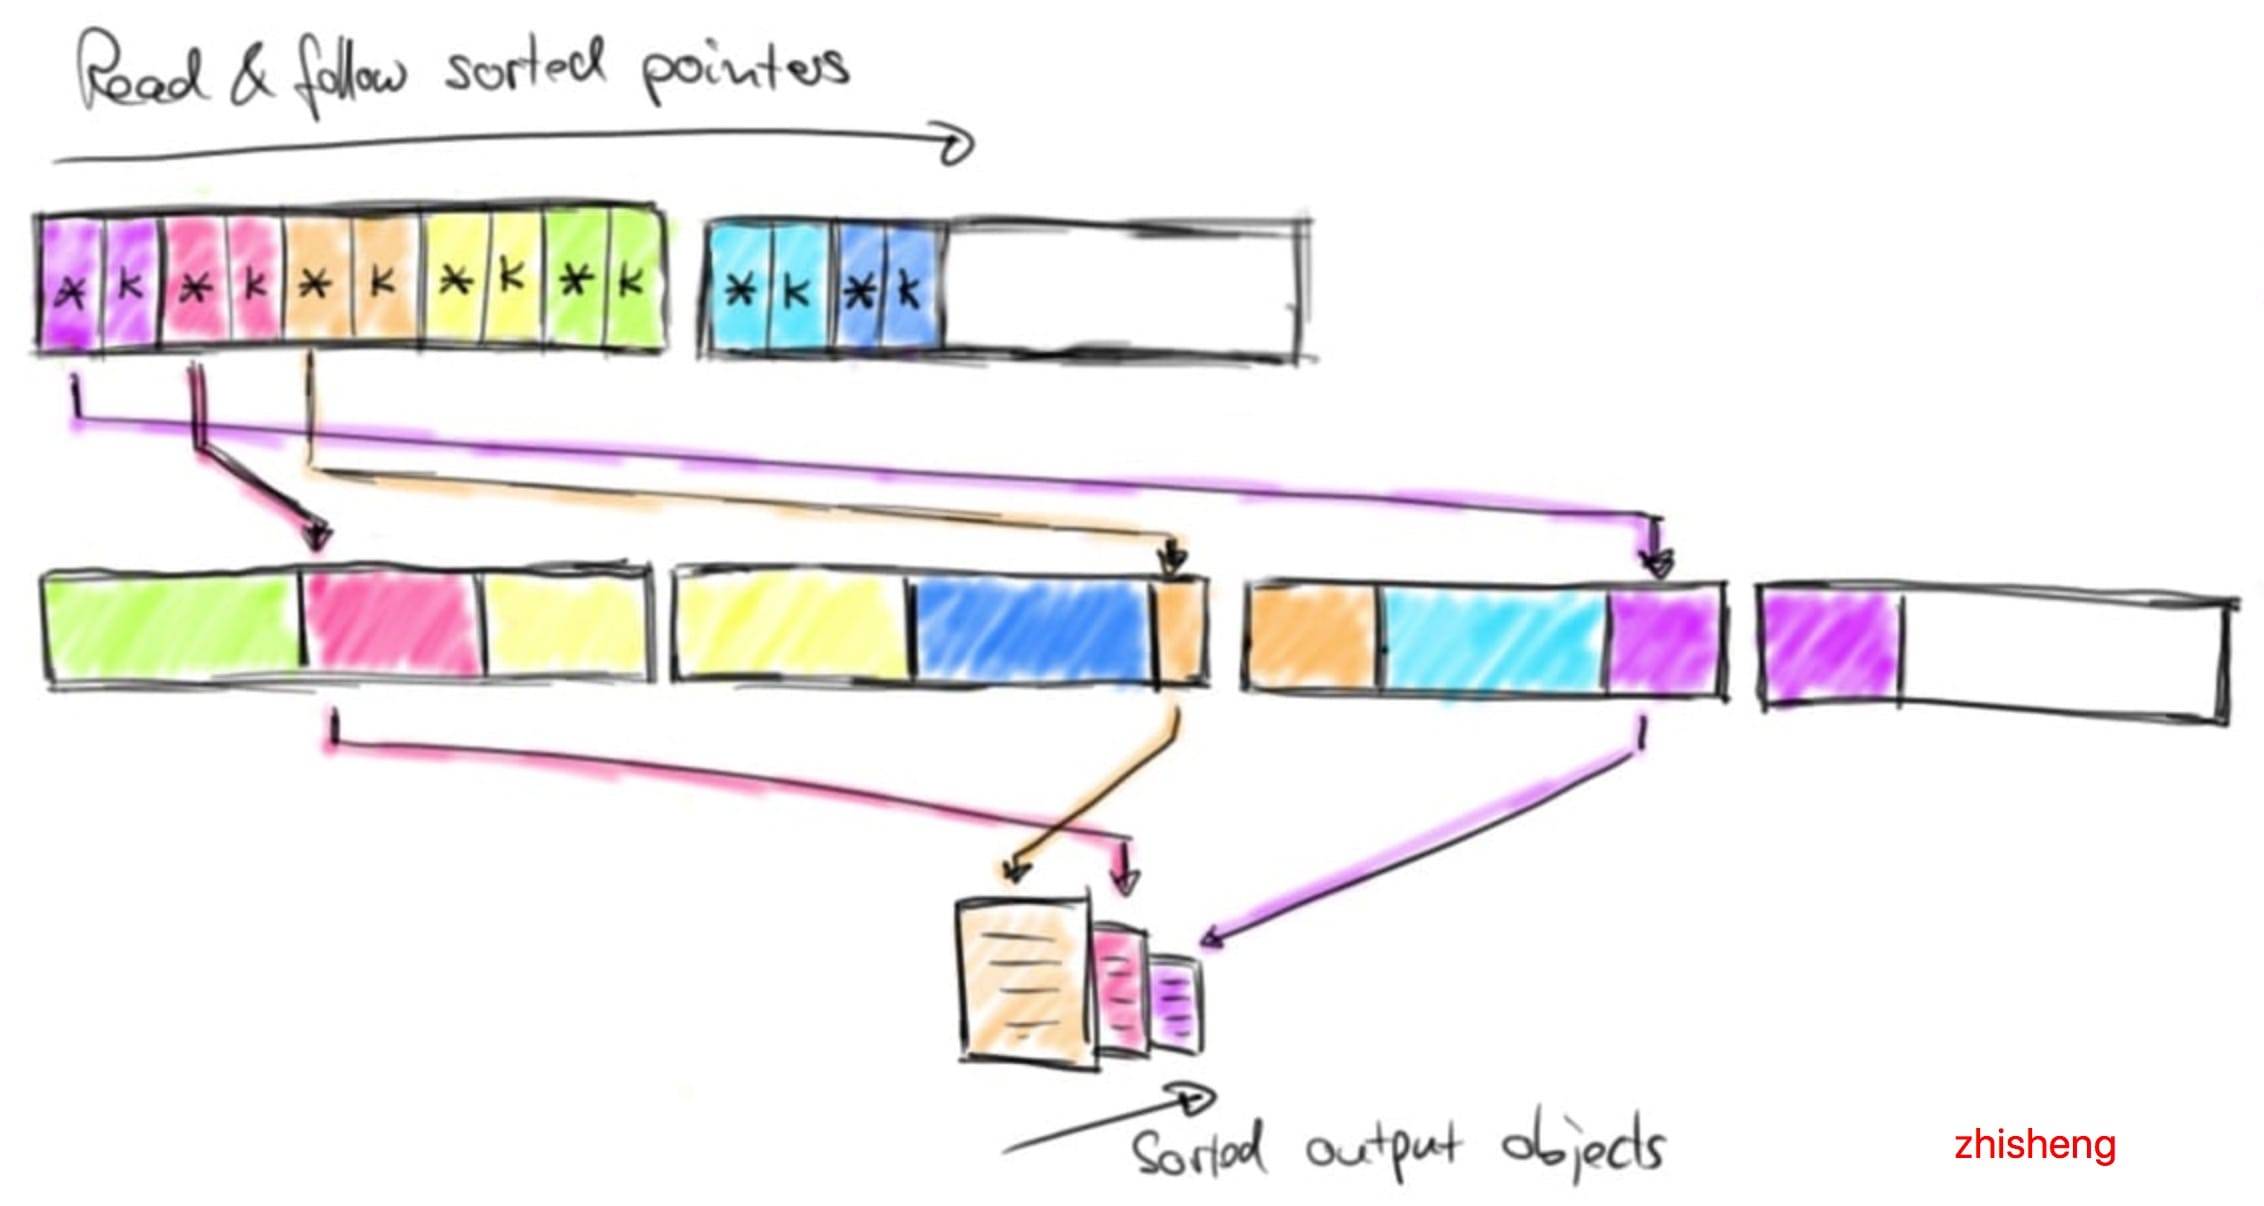 Read & follow sorted pointers
* k * k * k * k * k * k * k
Sorted output objects
zhisheng